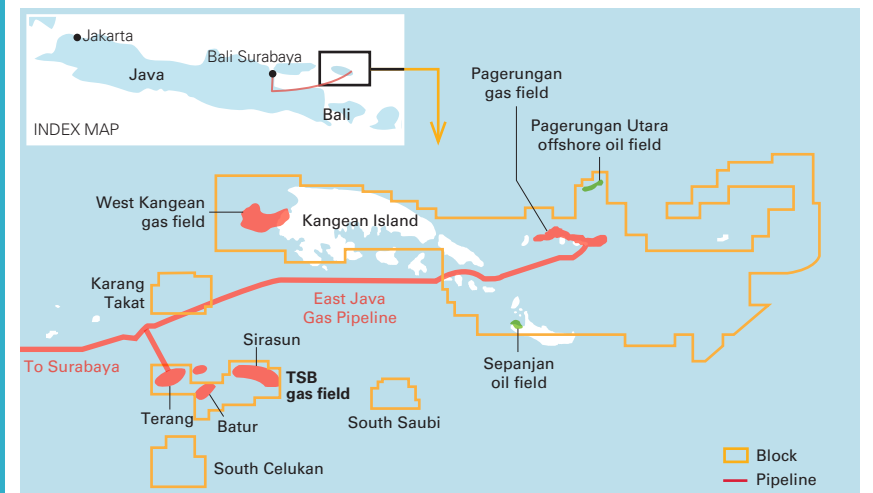 Jakarta
Bali Surabaya
Java
Bali
INDEX MAP
Pagerungan
gas field
Pagerungan Utara
offshore oil field
West Kangean
gas field
Kangean Island
Karang
Takat
East Java
Gas Pipeline
Sirasun
To Surabaya
TSB
gas field
Sepanjan
oil field
Terang
Batur
South Saubi
South Celukan
Block
Pipeline